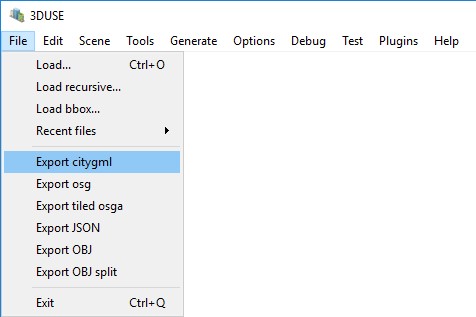 3DUSE
File Edit Scene Tools Generate Options Debug Test Plugins Help
Load... Ctrl+O
Load recursive...
Load bbox...
Recent files
Export citygml
Export osg
Export tiled osga
Export JSON
Export OBJ
Export OBJ split
Exit Ctrl+Q